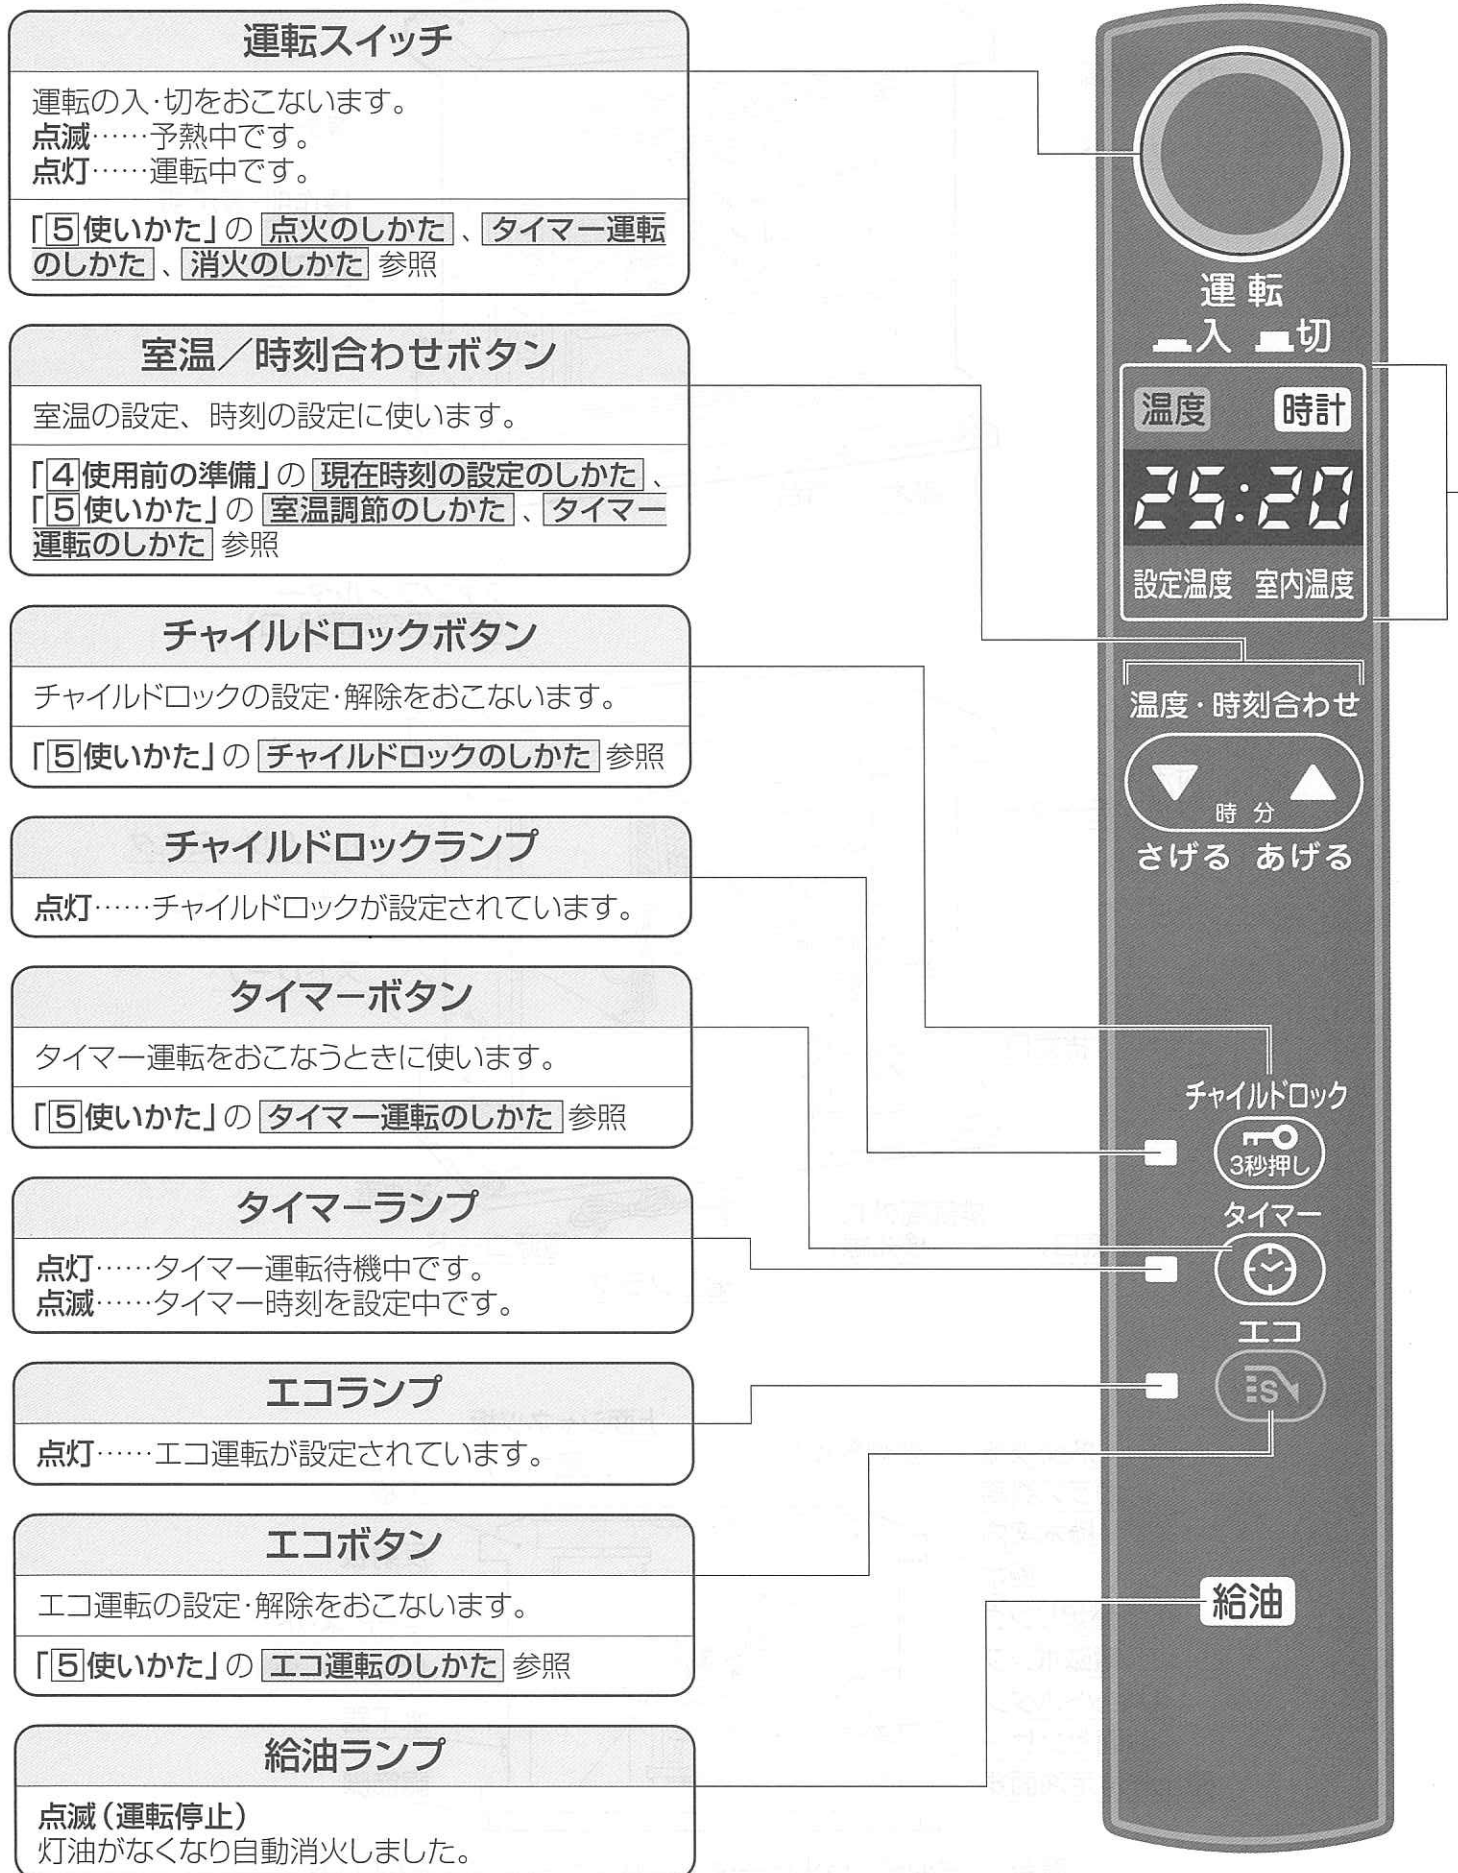 運転スイッチ
運転の入・切をおこないます。
点滅……予熱中です。
点灯……運転中です。
「5使いかた」の 点火のしかた 、 タイマー運転
のしかた 、 消火のしかた 参照
室温／時刻合わせボタン
室温の設定、時刻の設定に使います。
「4使用前の準備」の 現在時刻の設定のしかた 、
「5使いかた」の 室温調節のしかた 、 タイマー
運転のしかた 参照
チャイルドロックボタン
チャイルドロックの設定・解除をおこないます。
「5使いかた」の チャイルドロックのしかた 参照
チャイルドロックランプ
点灯……チャイルドロックが設定されています。
タイマーボタン
タイマー運転をおこなうときに使います。
「5使いかた」の タイマー運転のしかた 参照
タイマーランプ
点灯……タイマー運転待機中です。
点滅……タイマー時刻を設定中です。
エコランプ
点灯……エコ運転が設定されています。
エコボタン
エコ運転の設定・解除をおこないます。
「5使いかた」の エコ運転のしかた 参照
給油ランプ
点滅（運転停止）
灯油がなくなり自動消火しました。
運転
入 切
温度 時計
25:20
設定温度 室内温度
温度・時刻合わせ
▼ 時 分 ▲
さげる あげる
チャイルドロック
3秒押し
タイマー
エコ
S
給油